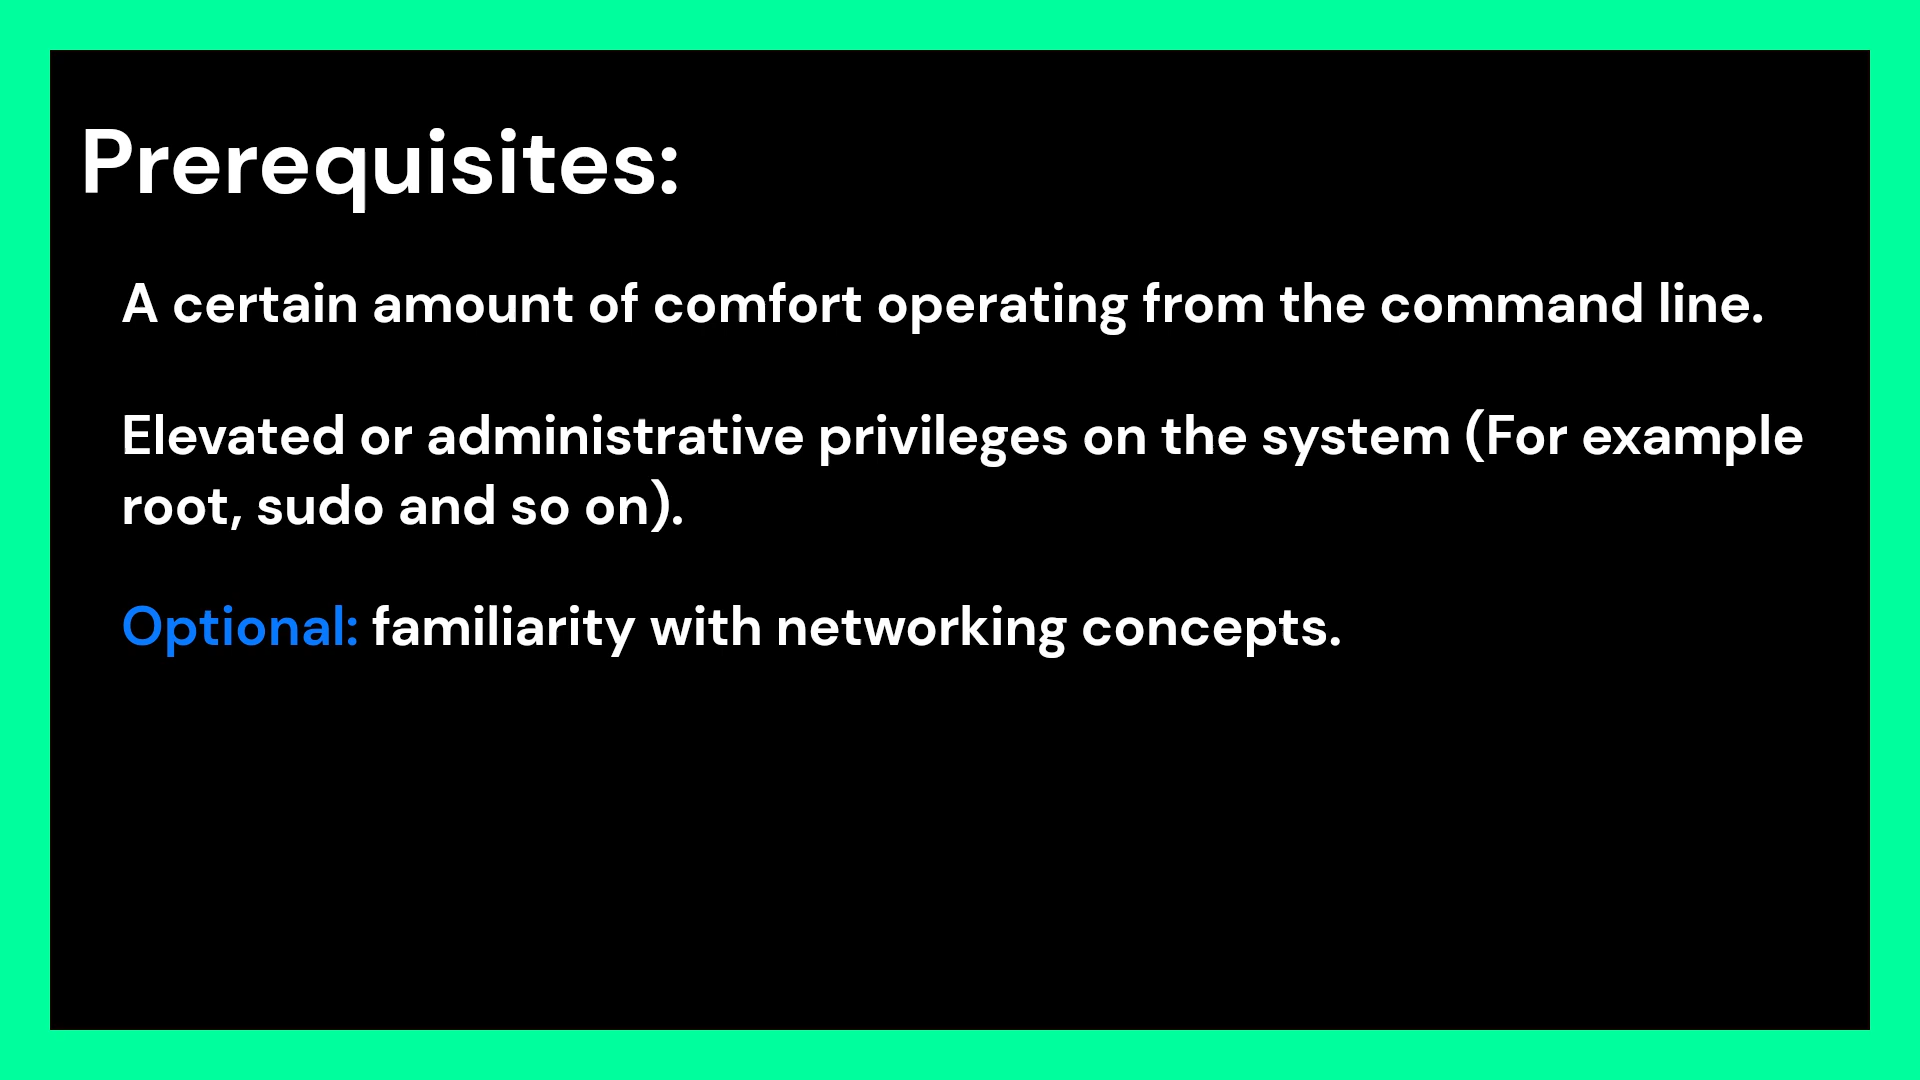 Prerequisites:
A certain amount of comfort operating from the command line.
Elevated or administrative privileges on the system (For example
root, sudo and so on).
Optional: familiarity with networking concepts.